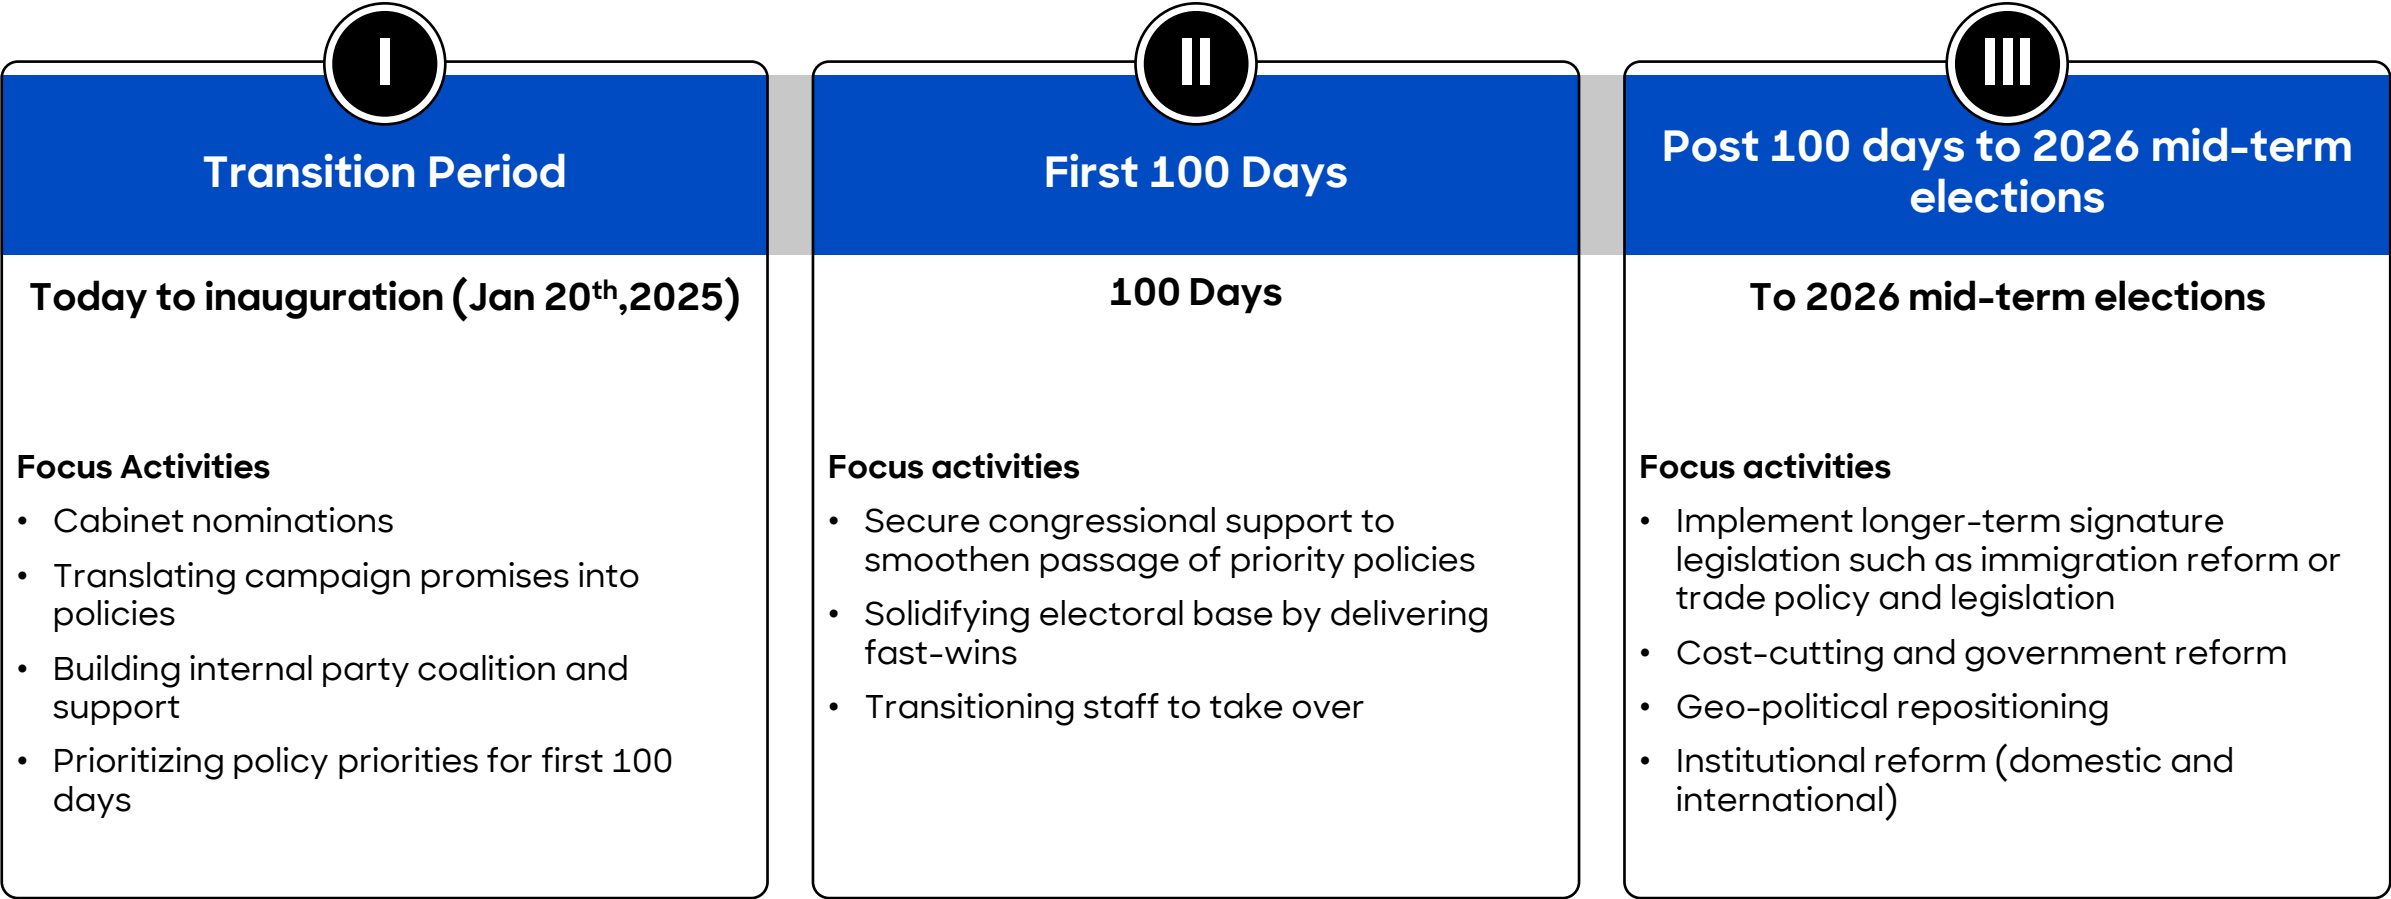 I
Transition Period
Today to inauguration (Jan 20th,2025)
Focus Activities
• Cabinet nominations
• Translating campaign promises into
policies
• Building internal party coalition and
support
• Prioritizing policy priorities for first 100
days
II
First 100 Days
100 Days
Focus activities
• Secure congressional support to
smoothen passage of priority policies
• Solidifying electoral base by delivering
fast-wins
• Transitioning staff to take over
III
Post 100 days to 2026 mid-term
elections
To 2026 mid-term elections
Focus activities
• Implement longer-term signature
legislation such as immigration reform or
trade policy and legislation
• Cost-cutting and government reform
• Geo-political repositioning
• Institutional reform (domestic and
international)